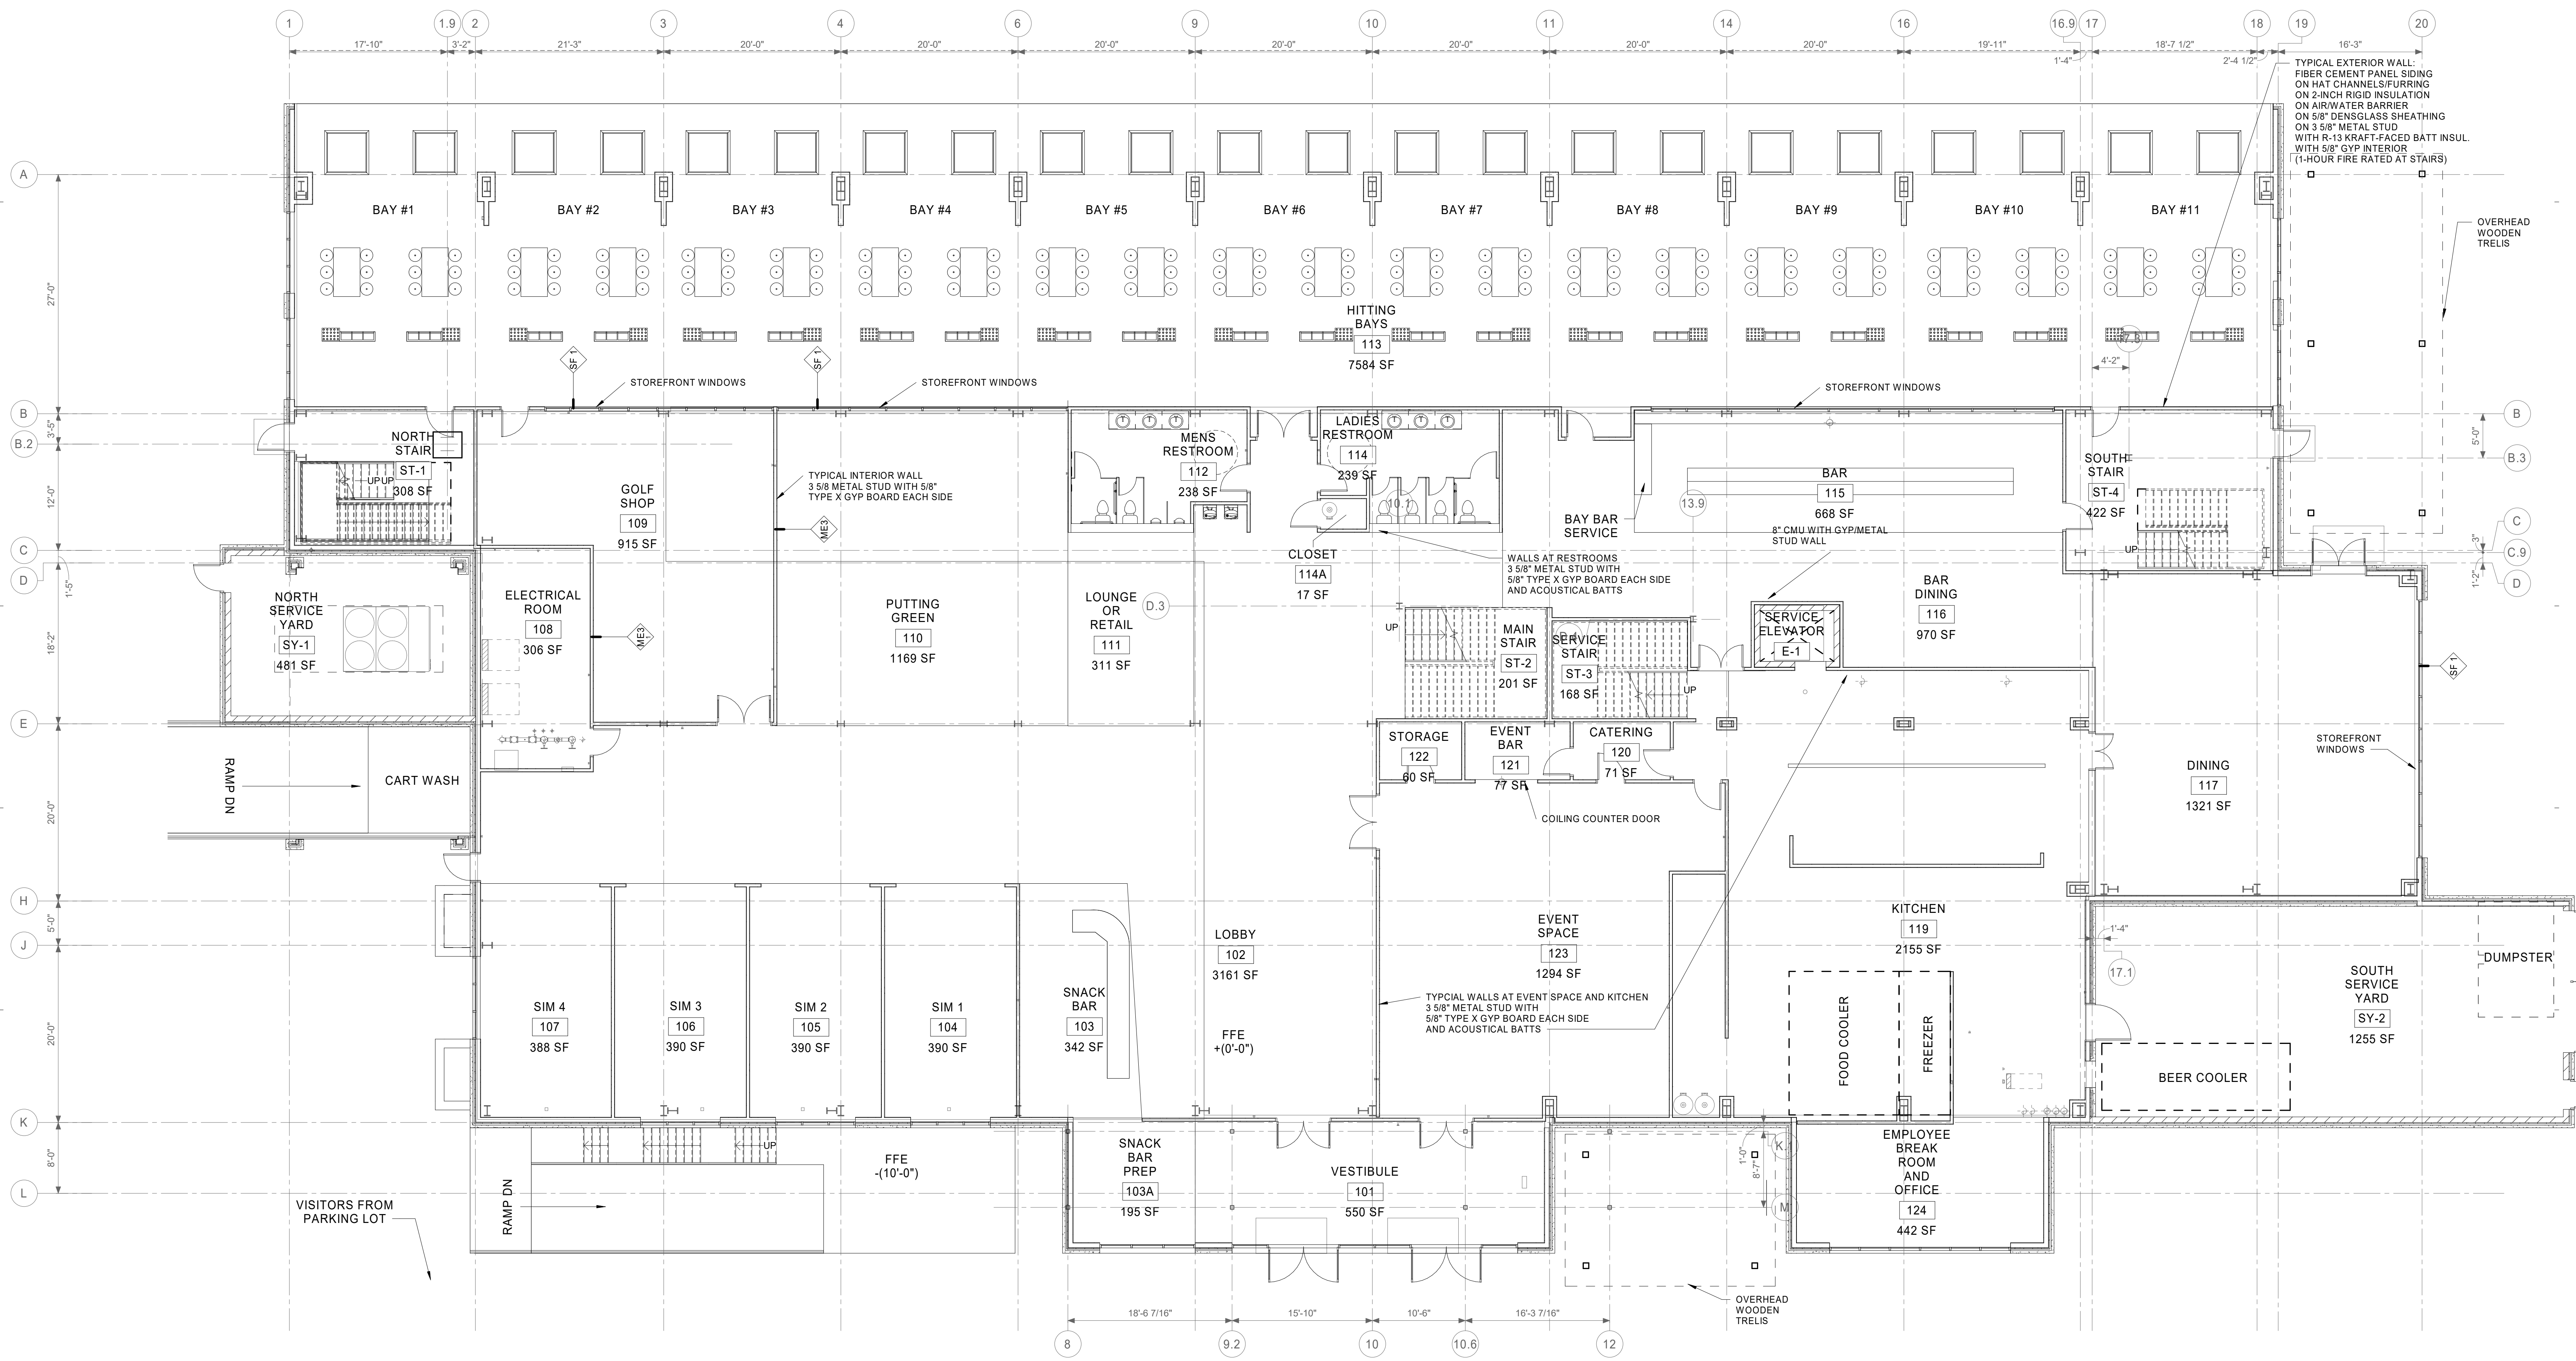 1
1.9
2
3
4
6
9
10
11
14
16
16.9
17
18
19
20
17'-10"
3'-2"
21'-3"
20'-0"
20'-0"
20'-0"
20'-0"
20'-0"
20'-0"
20'-0"
19'-11"
1'-4"
18'-7 1/2"
2'-4 1/2"
16'-3"
TYPICAL EXTERIOR WALL:
FIBER CEMENT PANEL SIDING
ON HAT CHANNELS/FURRING
ON 2-INCH RIGID INSULATION
ON AIR/WATER BARRIER
ON 5/8" DENSGLASS SHEATHING
ON 3 5/8" METAL STUD
WITH R-13 KRAFT-FACED BATT INSUL.
WITH 5/8" GYP INTERIOR
(1-HOUR FIRE RATED AT STAIRS)
A
BAY #1
BAY #2
BAY #3
BAY #4
BAY #5
BAY #6
BAY #7
BAY #8
BAY #9
BAY #10
BAY #11
OVERHEAD
WOODEN
TRELIS
27'-0"
HITTING
BAYS
113
7584 SF
17.3
4'-2"
SF 1
SF 1
STOREFRONT WINDOWS
STOREFRONT WINDOWS
STOREFRONT WINDOWS
B
B
3'-5"
B.2
5'-0"
B.3
12'-0"
NORTH
STAIR
ST-1
308 SF
UP
UP
GOLF
SHOP
109
915 SF
TYPICAL INTERIOR WALL
3 5/8 METAL STUD WITH 5/8"
TYPE X GYP BOARD EACH SIDE
ME3
MENS
RESTROOM
112
238 SF
LADIES
RESTROOM
114
239 SF
10.1
BAY BAR
SERVICE
BAR
115
668 SF
13.9
8" CMU WITH GYP/METAL
STUD WALL
SOUTH
STAIR
ST-4
422 SF
UP
C
C
3"
C.9
D
D
1'-5"
1'-2"
CLOSET
114A
17 SF
WALLS AT RESTROOMS
3 5/8" METAL STUD WITH
5/8" TYPE X GYP BOARD EACH SIDE
AND ACOUSTICAL BATTS
NORTH
SERVICE
YARD
SY-1
481 SF
ELECTRICAL
ROOM
108
306 SF
ME3
PUTTING
GREEN
110
1169 SF
LOUNGE
OR
RETAIL
111
311 SF
D.3
UP
MAIN
STAIR
ST-2
201 SF
SERVICE
STAIR
ST-3
168 SF
UP
SERVICE
ELEVATOR
E-1
BAR
DINING
116
970 SF
18'-2"
SF 1
E
STORAGE
122
60 SF
EVENT
BAR
121
77 SF
CATERING
120
71 SF
STOREFRONT
WINDOWS
RAMP DN
CART WASH
DINING
117
1321 SF
COILING COUNTER DOOR
20'-0"
H
5'-0"
J
LOBBY
102
3161 SF
EVENT
SPACE
123
1294 SF
KITCHEN
119
2155 SF
1'-4"
17.1
DUMPSTER
SOUTH
SERVICE
YARD
SY-2
1255 SF
SIM 4
107
388 SF
SIM 3
106
390 SF
SIM 2
105
390 SF
SIM 1
104
390 SF
SNACK
BAR
103
342 SF
TYPCIAL WALLS AT EVENT SPACE AND KITCHEN
3 5/8" METAL STUD WITH
5/8" TYPE X GYP BOARD EACH SIDE
AND ACOUSTICAL BATTS
FFE
+(0'-0")
FOOD COOLER
FREEZER
BEER COOLER
20'-0"
K
8'-0"
L
UP
FFE
-(10'-0")
RAMP DN
VISITORS FROM
PARKING LOT
SNACK
BAR
PREP
103A
195 SF
VESTIBULE
101
550 SF
1'-0"
8'-7"
M
EMPLOYEE
BREAK
ROOM
AND
OFFICE
124
442 SF
OVERHEAD
WOODEN
TRELIS
18'-6 7/16"
15'-10"
10'-6"
16'-3 7/16"
8
9.2
10
10.6
12